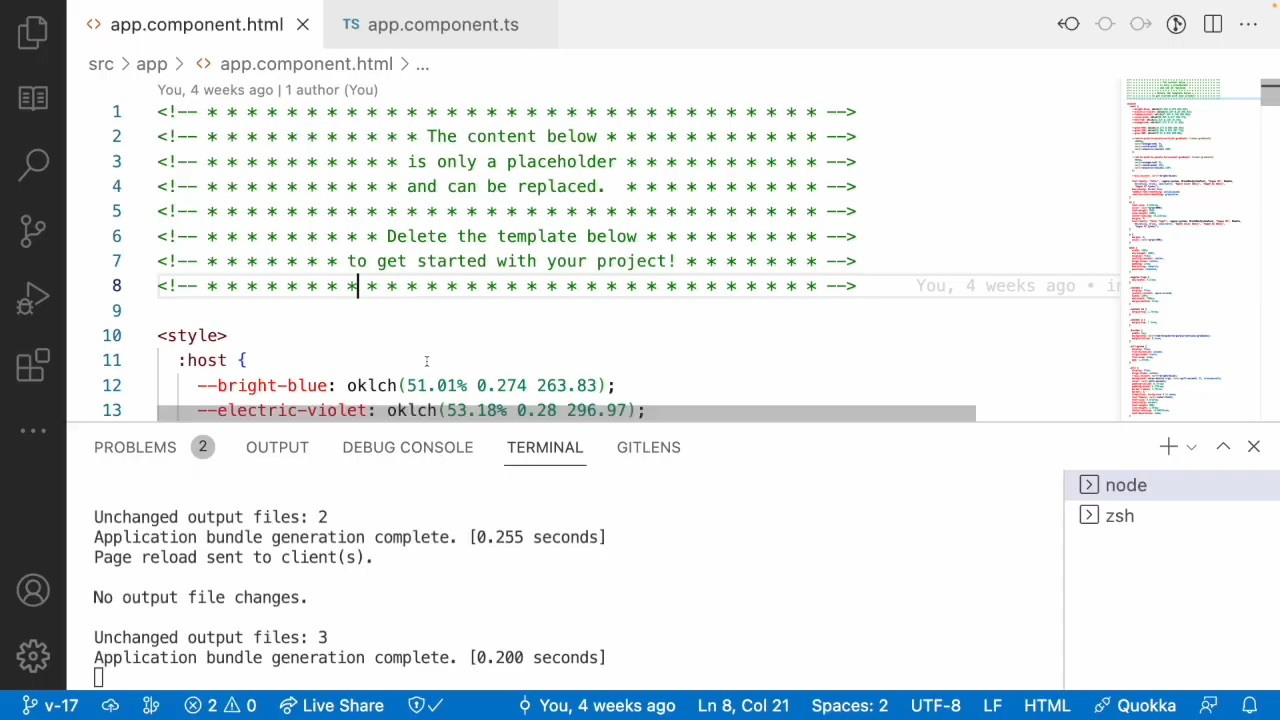 app.component.html
TS app.component.ts
src > app > app.component.html > ...
You, 4 weeks ago | 1 author (You)
1 <!-- * * * * * * * * * * * * * * * * * * * * * * * * * * * * * * * -->
2 <!-- * * * * * * * * * * * The content below * * * * * * * * * * * -->
3 <!-- * * * * * * * * * * is only a placeholder * * * * * * * * * * -->
4 <!-- * * * * * * * * * * and can be replaced. * * * * * * * * * * -->
5 <!-- * * * * * * * * * * * * * * * * * * * * * * * * * * * * * * * -->
6 <!-- * * * * * * * * * Delete the template below * * * * * * * * * -->
7 <!-- * * * * * * * to get started with your project! * * * * * * * -->
8 <!-- * * * * * * * * * * * * * * * * * * * * * * * * * * * * * * * --> You, 4 weeks ago • in
9
10 <style>
11 :host {
12 --bright-blue: oklch(51.01% 0.274 263.83);
13 --electric-violet: oklch(53.18% 0.28 296.97);
PROBLEMS 2 OUTPUT DEBUG CONSOLE TERMINAL GITLENS
node
zsh
Unchanged output files: 2
Application bundle generation complete. [0.255 seconds]
Page reload sent to client(s).
No output file changes.
Unchanged output files: 3
Application bundle generation complete. [0.200 seconds]
v-17 2 0 Live Share You, 4 weeks ago Ln 8, Col 21 Spaces: 2 UTF-8 LF HTML Quokka